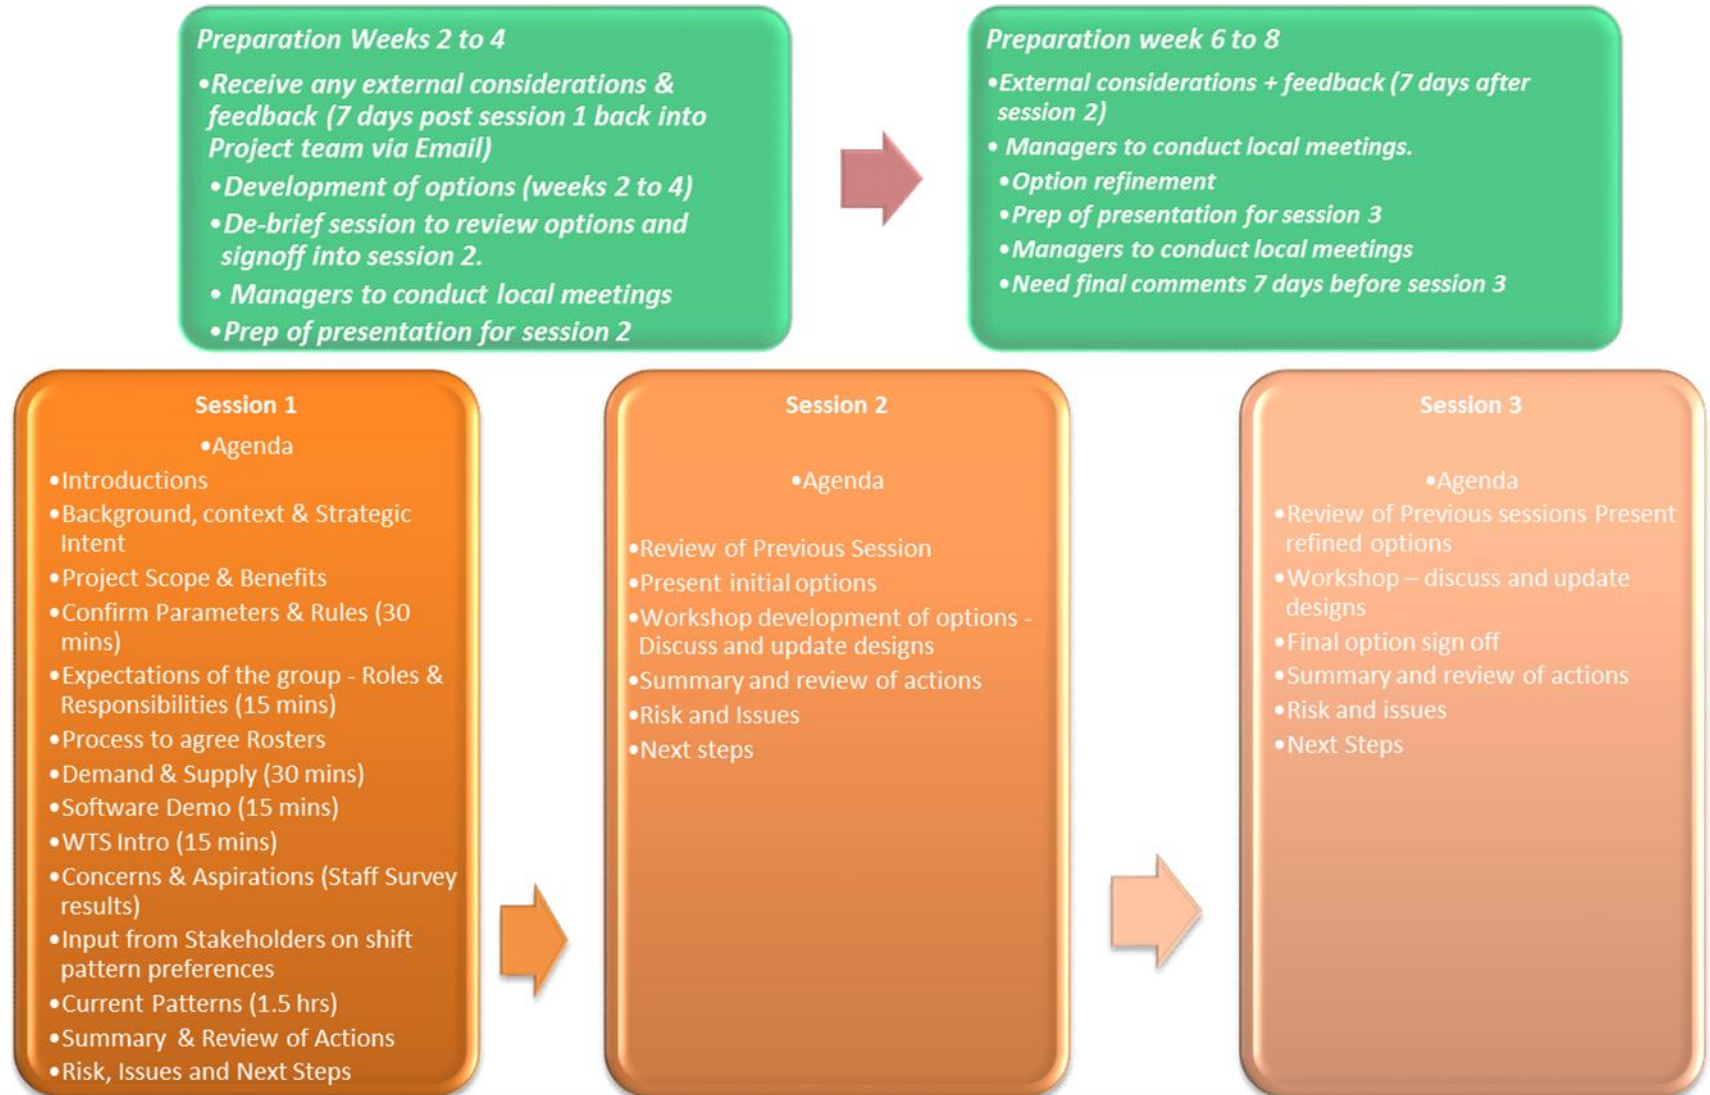 Preparation Weeks 2 to 4
•Receive any external considerations &
feedback (7 days post session 1 back into
Project team via Email)
•Development of options (weeks 2 to 4)
•De-brief session to review options and
signoff into session 2.
• Managers to conduct local meetings
•Prep of presentation for session 2
Preparation week 6 to 8
•External considerations + feedback (7 days after
session 2)
• Managers to conduct local meetings.
•Option refinement
•Prep of presentation for session 3
•Managers to conduct local meetings
•Need final comments 7 days before session 3
Session 1
•Agenda
•Introductions
•Background, context & Strategic
Intent
•Project Scope & Benefits
•Confirm Parameters & Rules (30
mins)
•Expectations of the group - Roles &
Responsibilities (15 mins)
•Process to agree Rosters
•Demand & Supply (30 mins)
•Software Demo (15 mins)
•WTS Intro (15 mins)
•Concerns & Aspirations (Staff Survey
results)
•Input from Stakeholders on shift
pattern preferences
•Current Patterns (1.5 hrs)
•Summary & Review of Actions
•Risk, Issues and Next Steps
Session 2
•Agenda
•Review of Previous Session
•Present initial options
•Workshop development of options -
Discuss and update designs
•Summary and review of actions
•Risk and Issues
•Next steps
Session 3
•Agenda
•Review of Previous sessions Present
refined options
•Workshop – discuss and update
designs
•Final option sign off
•Summary and review of actions
•Risk and issues
•Next Steps